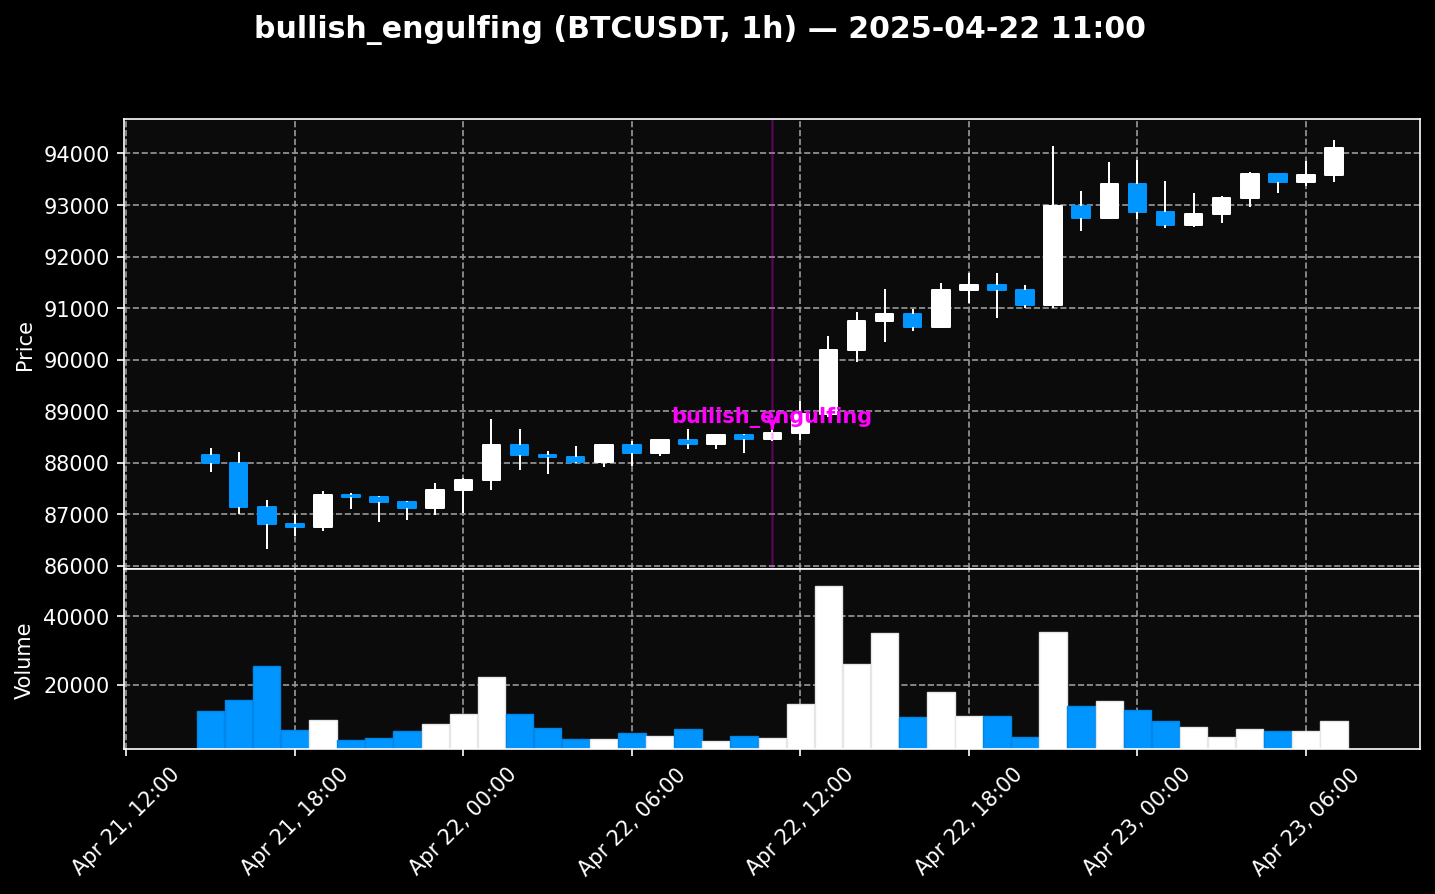 bullish_engulfing (BTCUSDT, 1h) — 2025-04-22 11:00
94000
93000
92000
91000
90000
89000
88000
87000
86000
Price
bullish_engulfing
40000
20000
Volume
Apr 21, 12:00
Apr 21, 18:00
Apr 22, 00:00
Apr 22, 06:00
Apr 22, 12:00
Apr 22, 18:00
Apr 23, 00:00
Apr 23, 06:00